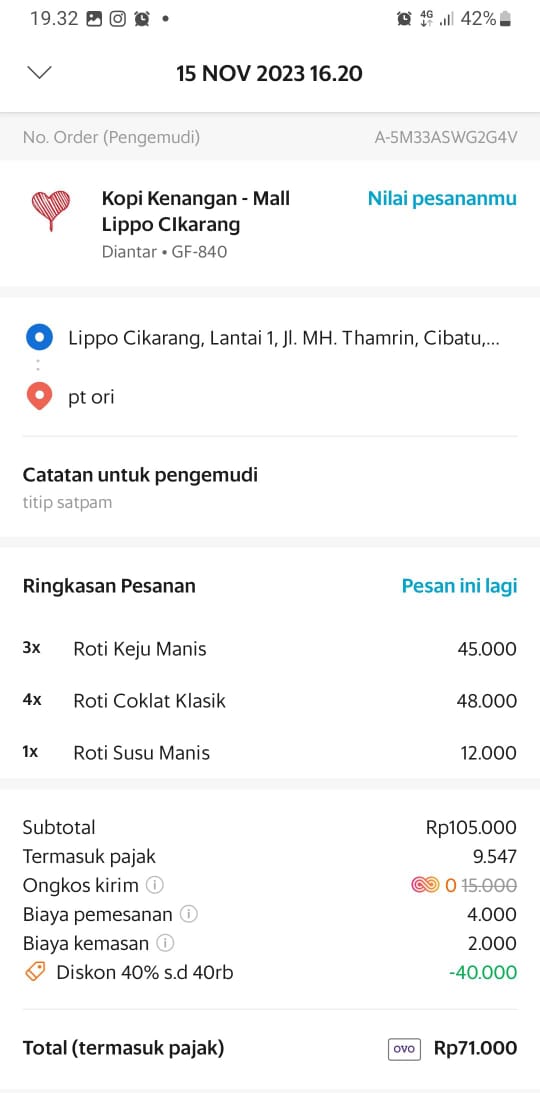 19.32 4G 42%
15 NOV 2023 16.20
No. Order (Pengemudi) A-5M33ASWG2G4V
Kopi Kenangan - Mall Nilai pesananmu
Lippo CIkarang
Diantar • GF-840
Lippo Cikarang, Lantai 1, Jl. MH. Thamrin, Cibatu,...
pt ori
Catatan untuk pengemudi
titip satpam
Ringkasan Pesanan Pesan ini lagi
3x Roti Keju Manis 45.000
4x Roti Coklat Klasik 48.000
1x Roti Susu Manis 12.000
Subtotal Rp105.000
Termasuk pajak 9.547
Ongkos kirim 0 15.000
Biaya pemesanan 4.000
Biaya kemasan 2.000
Diskon 40% s.d 40rb -40.000
Total (termasuk pajak) OVO Rp71.000